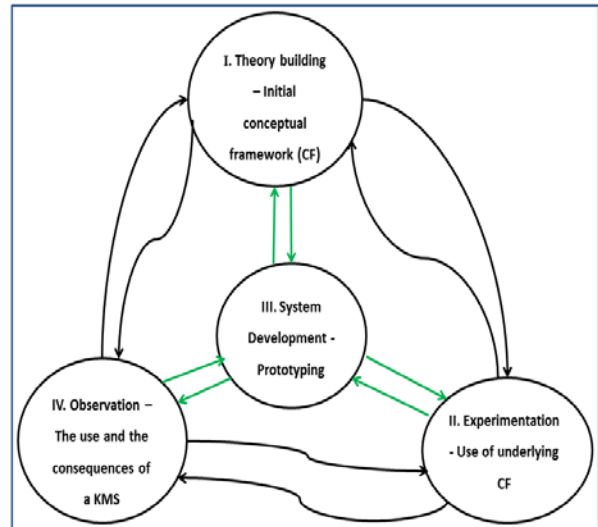 I. Theory building
– Initial
conceptual
framework (CF)
III. System
Development -
Prototyping
IV. Observation –
The use and the
consequences of
a KMS
II. Experimentation
- Use of underlying
CF